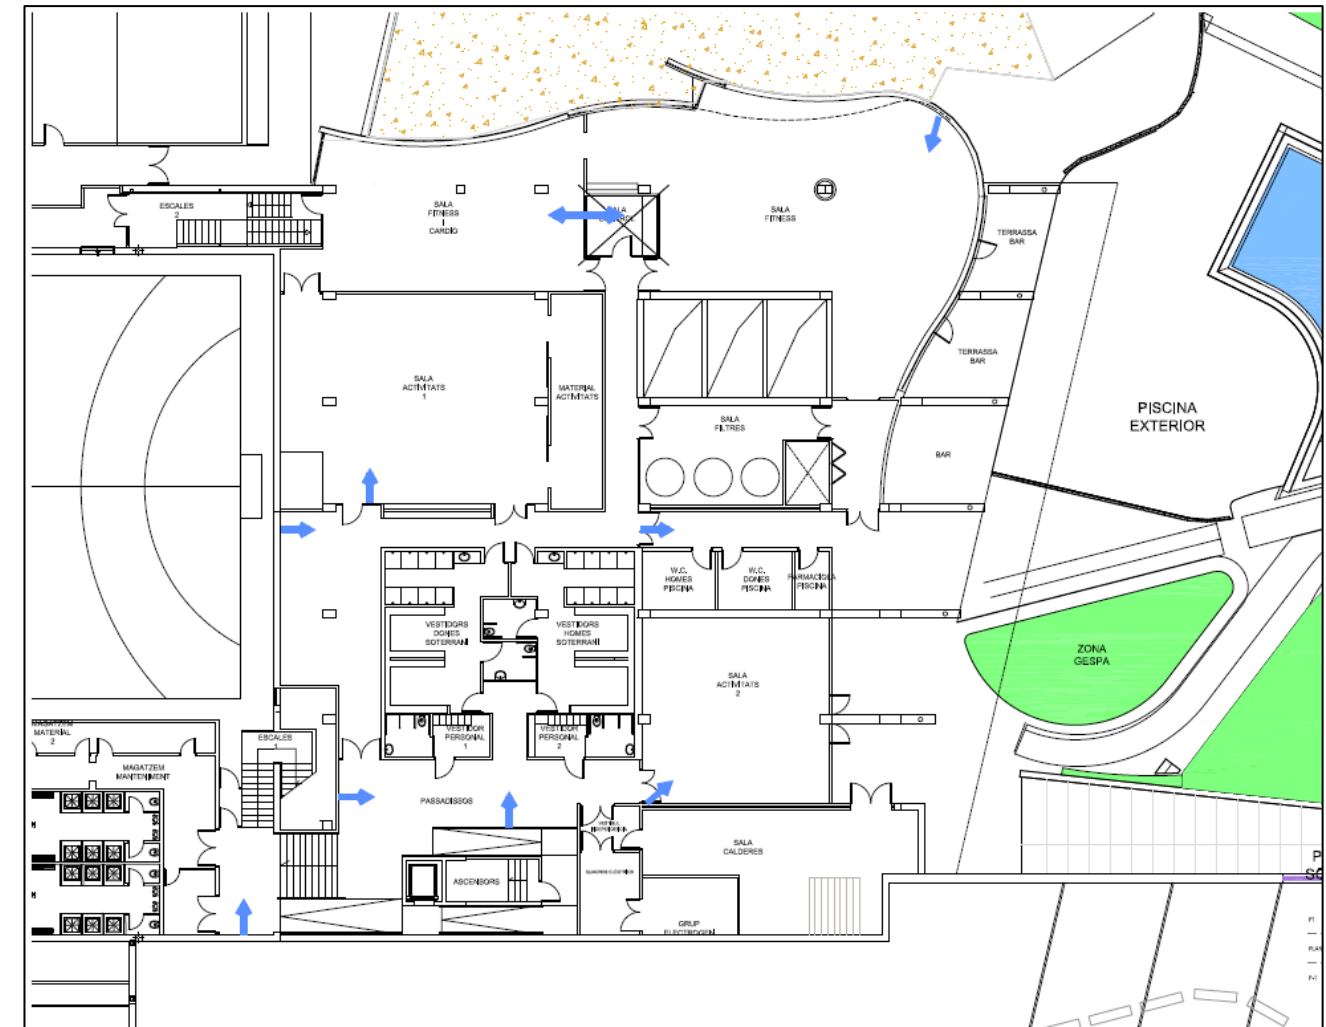 ESCALES
2
SALA
FITNESS
I
CARDIO
SALA
FITNESS
TERRASSA
BAR
TERRASSA
BAR
SALA
ACTIVITATS
1
MATERIAL
ACTIVITATS
SALA
FILTRES
BAR
PISCINA
EXTERIOR
W.C.
HOMES
PISCINA
W.C.
DONES
PISCINA
FARMACIOLA
PISCINA
VESTIDORS
DONES
SOTERRANI
VESTIDORS
HOMES
SOTERRANI
ZONA
GESPA
SALA
ACTIVITATS
2
MAGATZEM
MATERIAL
2
ESCALES
1
VESTIDOR
PERSONAL
1
VESTIDOR
PERSONAL
2
MAGATZEM
MANTENIMENT
PASSADISSOS
SALA
CALDERES
ASCENSORS
GRUP
ELECTROGEN